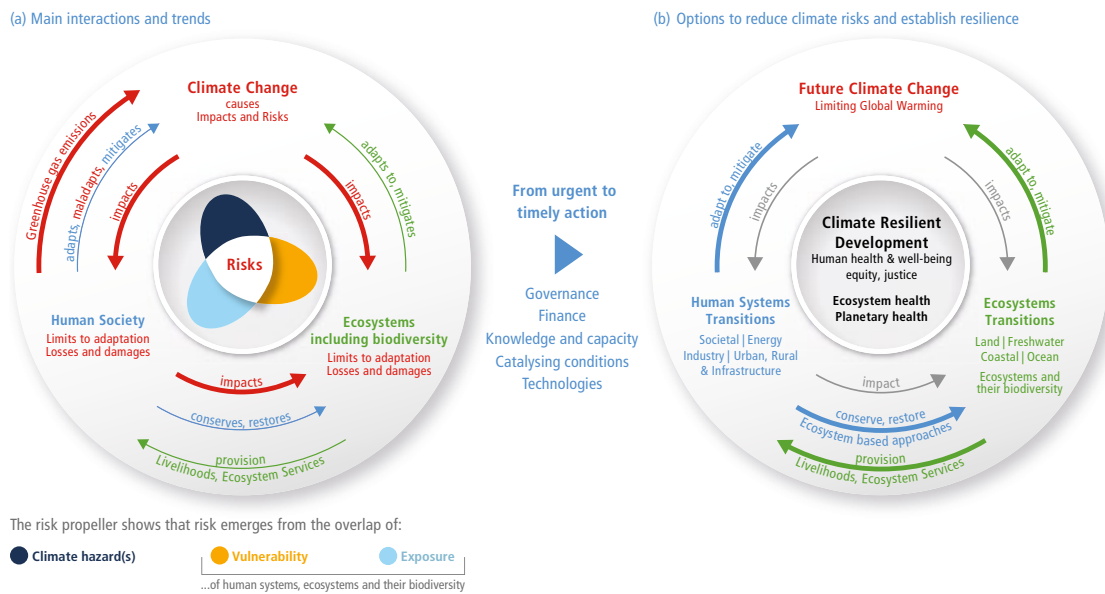 (a) Main interactions and trends
Climate Change
causes
Impacts and Risks
Greenhouse gas emissions
adapts, maladapts, mitigates
impacts
impacts
adapts to, mitigates
Risks
Human Society
Limits to adaptation
Losses and damages
Ecosystems
including biodiversity
Limits to adaptation
Losses and damages
impacts
conserves, restores
provision
Livelihoods, Ecosystem Services
From urgent to
timely action
Governance
Finance
Knowledge and capacity
Catalysing conditions
Technologies
(b) Options to reduce climate risks and establish resilience
Future Climate Change
Limiting Global Warming
adapt to, mitigate
impacts
impacts
adapt to, mitigate
Climate Resilient
Development
Human health & well-being
equity, justice
Ecosystem health
Planetary health
Human Systems
Transitions
Societal | Energy
Industry | Urban, Rural
& Infrastructure
Ecosystems
Transitions
Land | Freshwater
Coastal | Ocean
Ecosystems and
their biodiversity
impact
conserve, restore
Ecosystem based approaches
provision
Livelihoods, Ecosystem Services
The risk propeller shows that risk emerges from the overlap of:
Climate hazard(s)
Vulnerability
Exposure
...of human systems, ecosystems and their biodiversity